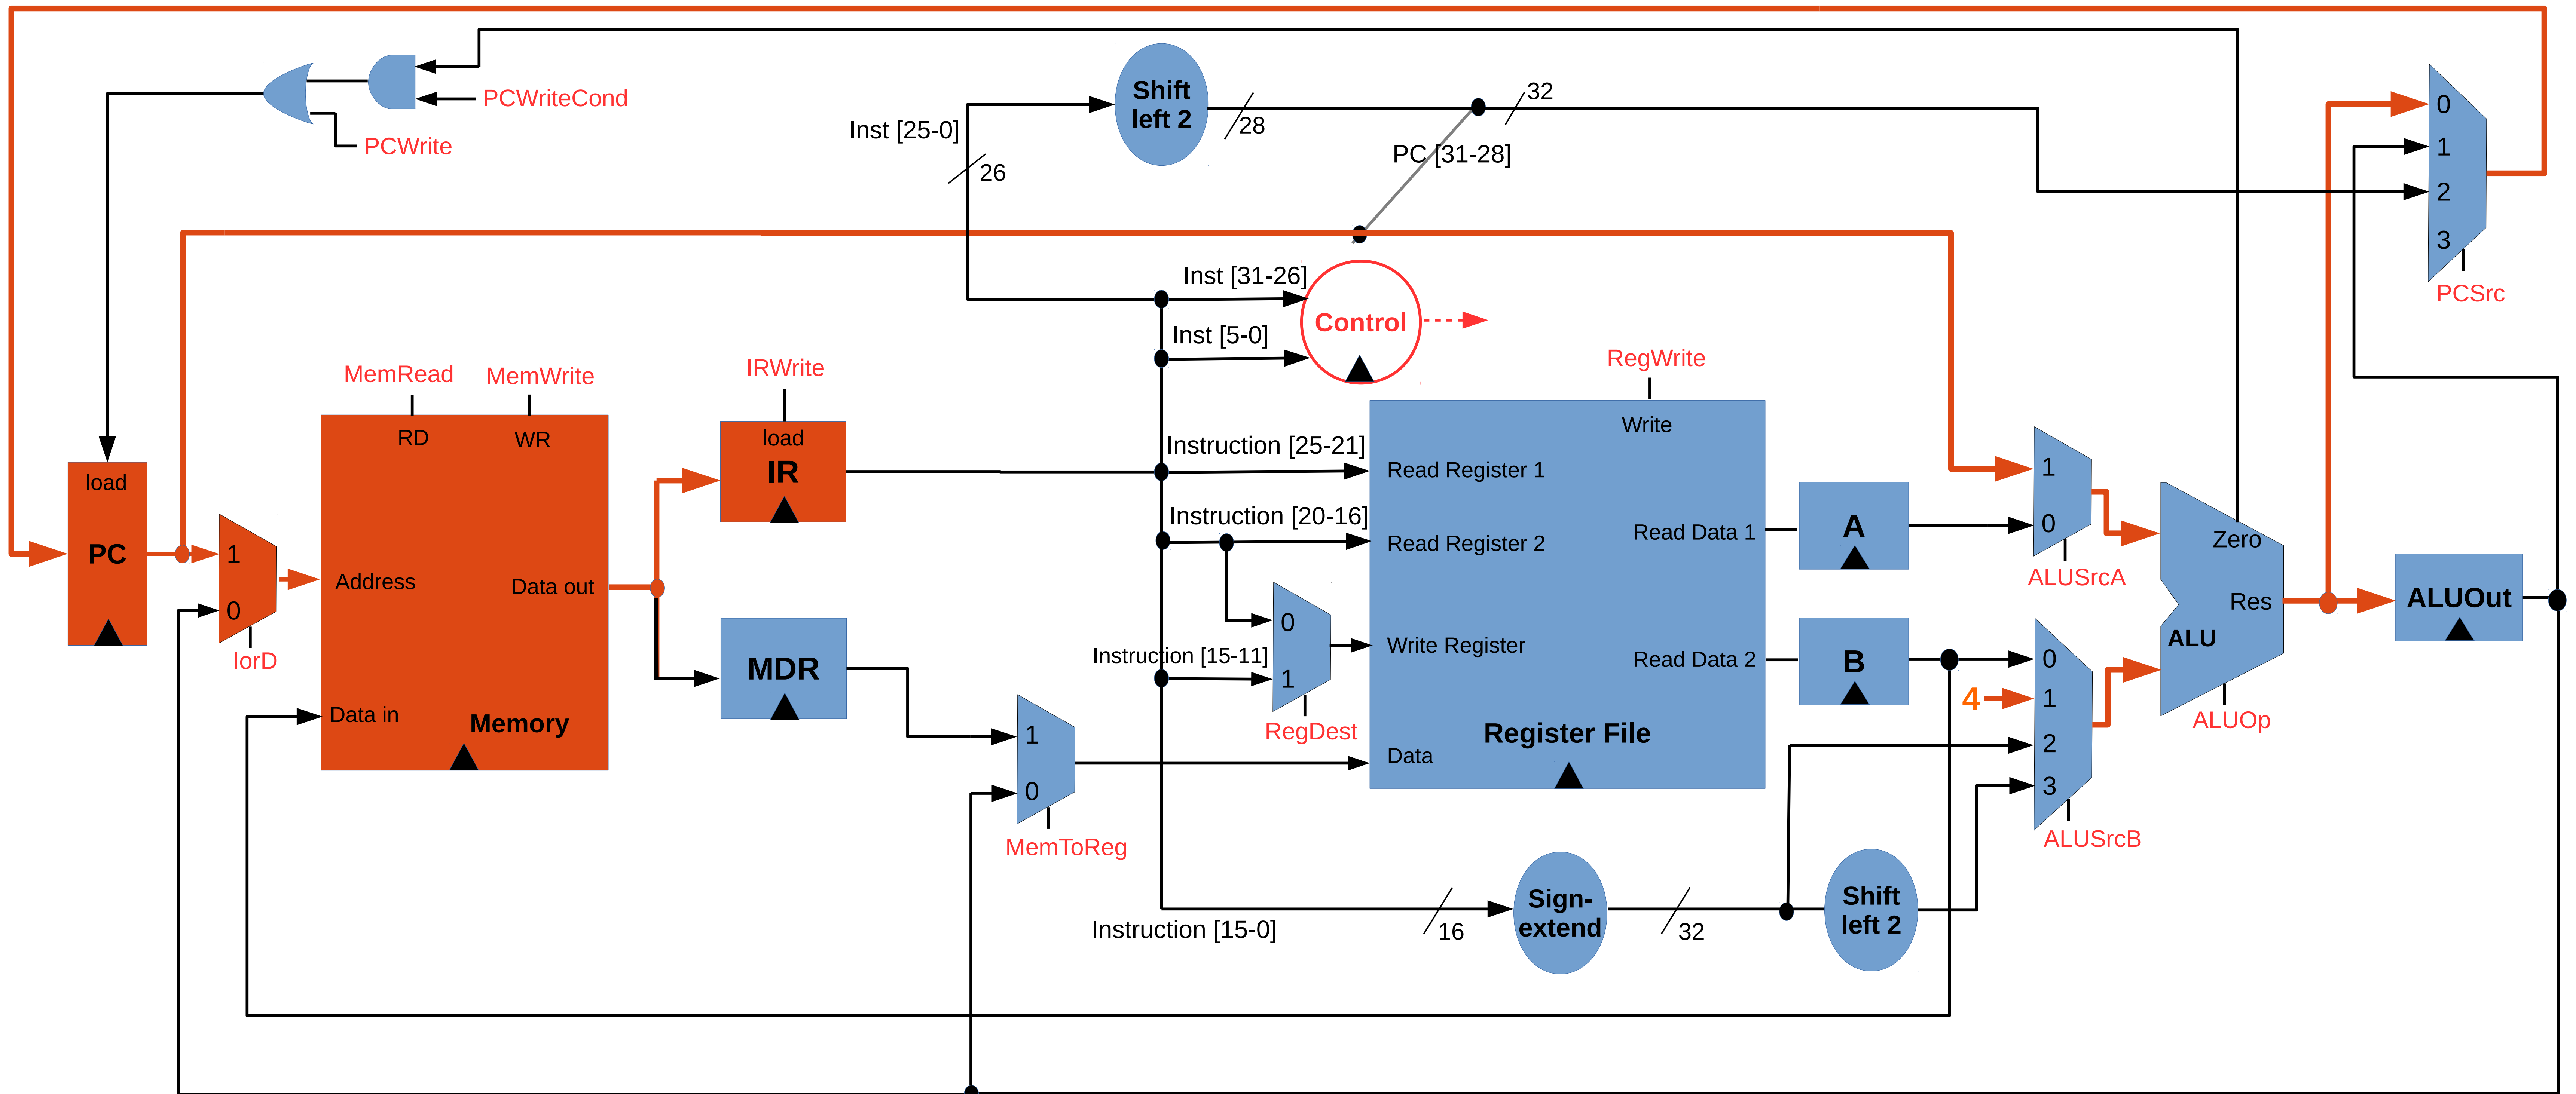 Shift
left 2
28
32
PCWriteCond
PCWrite
Inst [25-0]
26
PC [31-28]
0
1
2
3
PCSrc
Inst [31-26]
Control
Inst [5-0]
MemRead
MemWrite
IRWrite
RegWrite
RD
WR
load
IR
Write
load
PC
1
0
IorD
Address
Data out
Data in
Memory
MDR
Instruction [25-21]
Read Register 1
Instruction [20-16]
Read Register 2
Read Data 1
A
1
0
ALUSrcA
Zero
Res
ALU
ALUOp
ALUOut
0
1
Instruction [15-11]
RegDest
Write Register
Read Data 2
B
Register File
Data
0
4
1
2
3
ALUSrcB
1
0
MemToReg
Instruction [15-0]
16
Sign-
extend
32
Shift
left 2